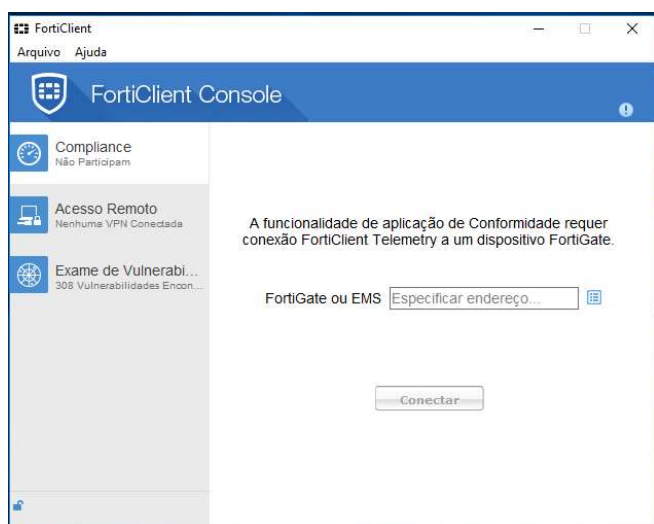 FortiClient
Arquivo Ajuda
FortiClient Console
Compliance
Não Participam
Acesso Remoto
Nenhuma VPN Conectada
Exame de Vulnerabi...
308 Vulnerabilidades Encon...
A funcionalidade de aplicação de Conformidade requer
conexão FortiClient Telemetry a um dispositivo FortiGate.
FortiGate ou EMS Especificar endereço...
Conectar